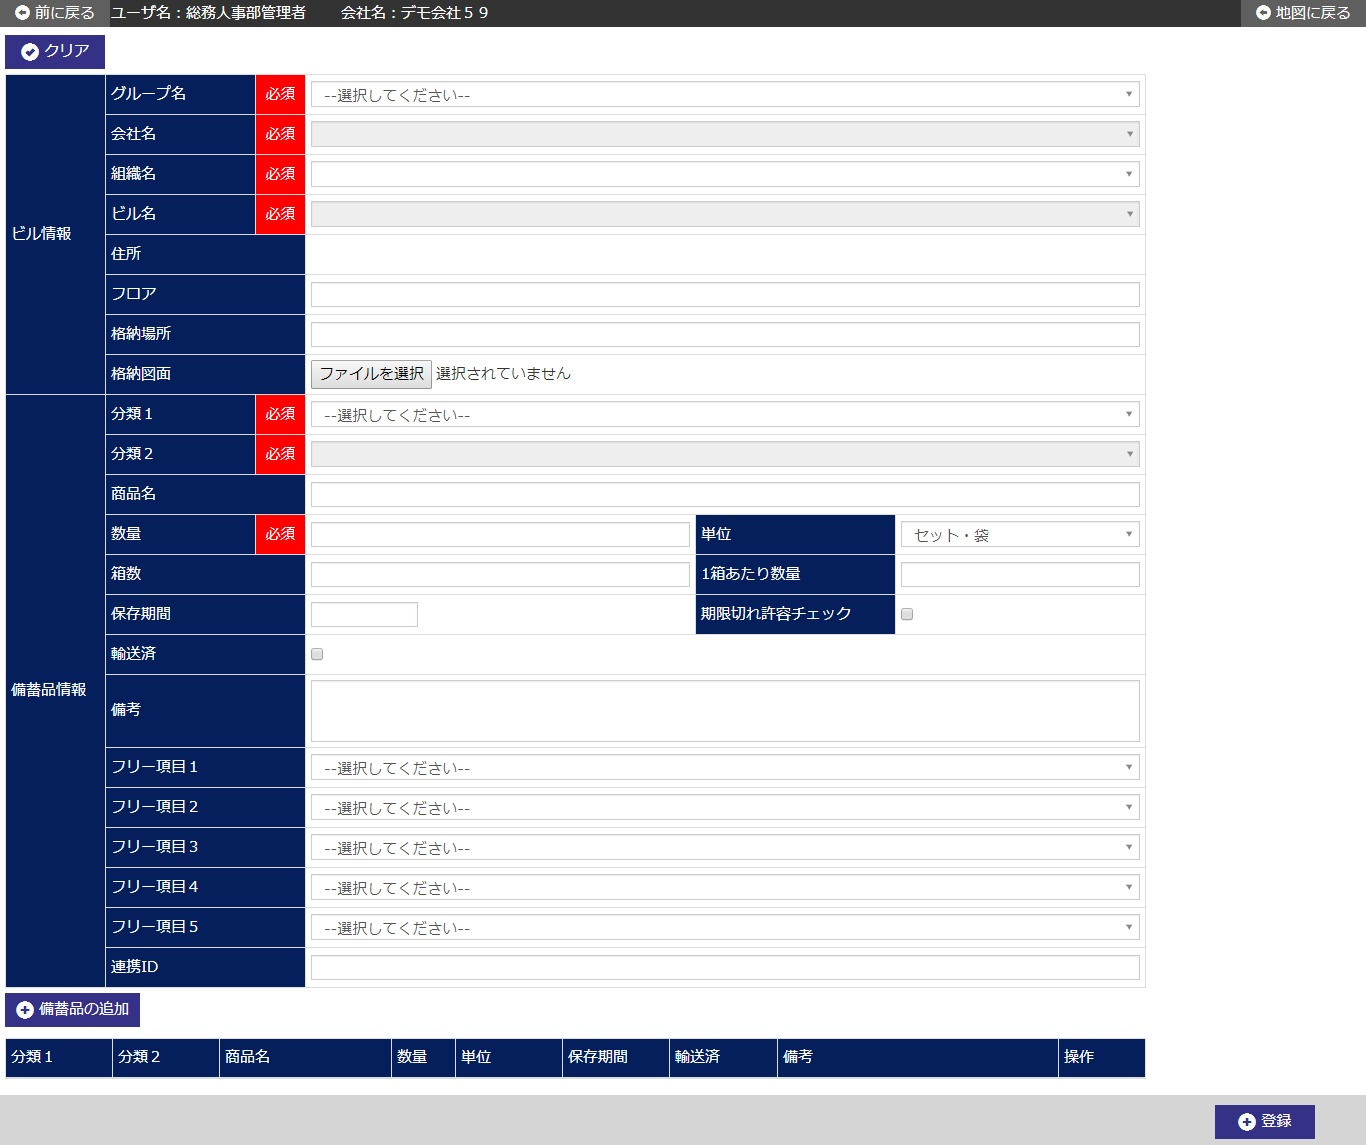 前に戻る ユーザ名：総務人事部管理者 会社名：デモ会社５９ 地図に戻る
クリア
ビル情報
グループ名 必須 --選択してください--
会社名 必須
組織名 必須
ビル名 必須
住所
フロア
格納場所
格納図面 ファイルを選択 選択されていません
備蓄品情報
分類１ 必須 --選択してください--
分類２ 必須
商品名
数量 必須 単位 セット・袋
箱数 1箱あたり数量
保存期間 期限切れ許容チェック
輸送済
備考
フリー項目１ --選択してください--
フリー項目２ --選択してください--
フリー項目３ --選択してください--
フリー項目４ --選択してください--
フリー項目５ --選択してください--
連携ID
備蓄品の追加
分類１ 分類２ 商品名 数量 単位 保存期間 輸送済 備考 操作
登録